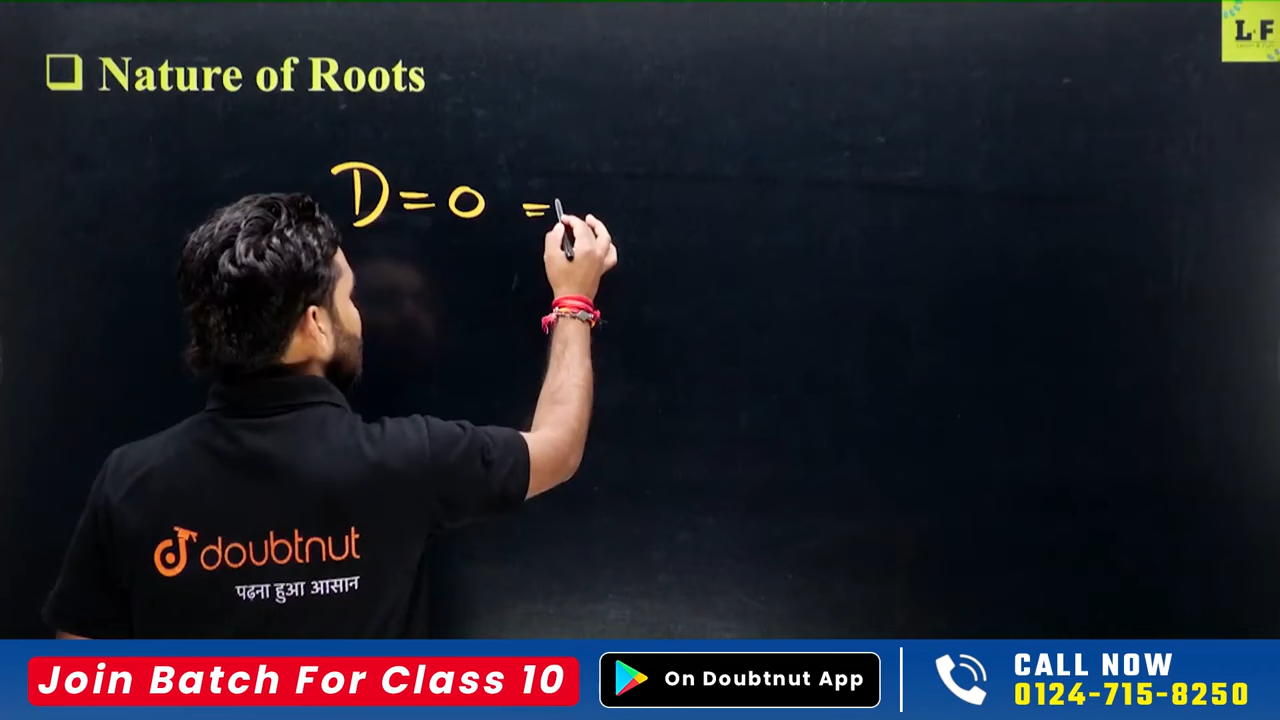 L&F
Nature of Roots
D = 0 =
doubtnut
पढ़ना हुआ आसान
Join Batch For Class 10
On Doubtnut App
CALL NOW
0124-715-8250